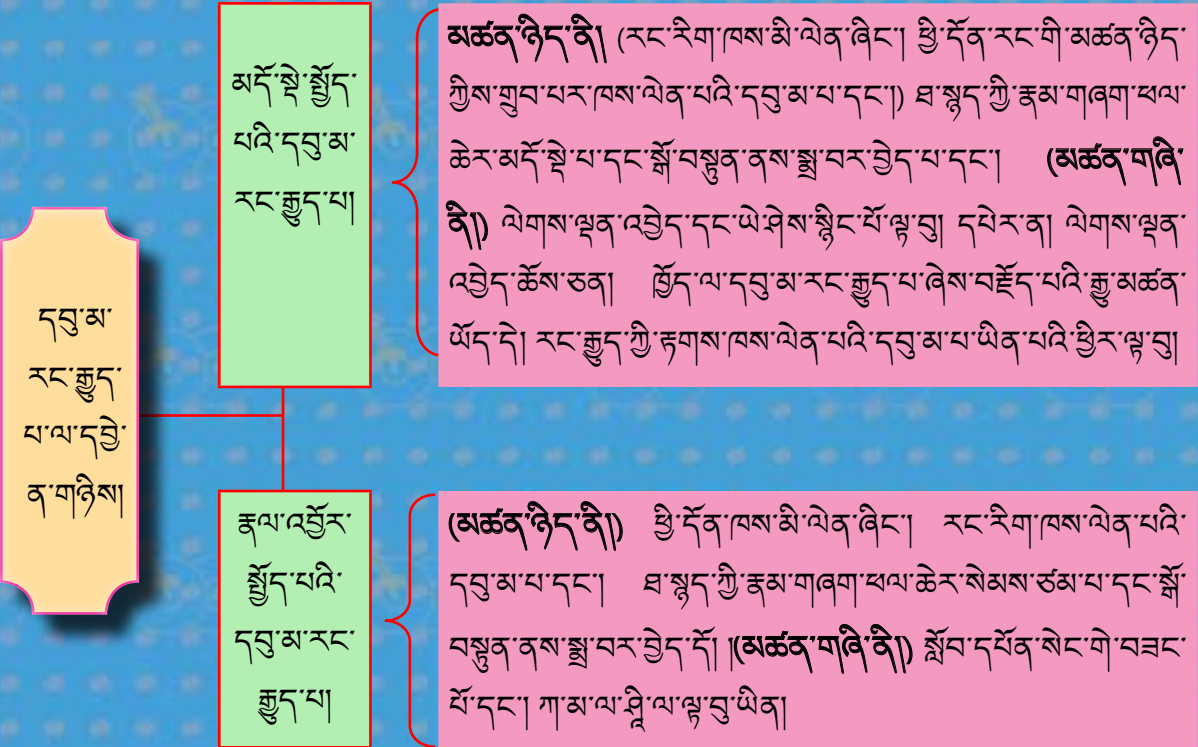 དབུ་མ་
རང་རྒྱུད་
པ་ལ་དབྱེ་
ན་གཉིས།
མདོ་སྡེ་སྤྱོད་
པའི་དབུ་མ་
རང་རྒྱུད་པ།
མཚན་ཉིད་ནི། (རང་རིག་ཁས་མི་ལེན་ཞིང་། ཕྱི་དོན་རང་གི་མཚན་ཉིད་
ཀྱིས་གྲུབ་པར་ཁས་ལེན་པའི་དབུ་མ་པ་དང་།) ཐ་སྙད་ཀྱི་རྣམ་གཞག་ཕལ་
ཆེར་མདོ་སྡེ་པ་དང་སྒོ་བསྟུན་ནས་སྨྲ་བར་བྱེད་པ་དང་། (མཚན་གཞི་
ནི།) ལེགས་ལྡན་འབྱེད་དང་ཡེ་ཤེས་སྙིང་པོ་ལྟ་བུ། དཔེར་ན། ལེགས་ལྡན་
འབྱེད་ཆོས་ཅན། ཁྱོད་ལ་དབུ་མ་རང་རྒྱུད་པ་ཞེས་བརྗོད་པའི་རྒྱུ་མཚན་
ཡོད་དེ། རང་རྒྱུད་ཀྱི་རྟགས་ཁས་ལེན་པའི་དབུ་མ་པ་ཡིན་པའི་ཕྱིར་ལྟ་བུ།
རྣལ་འབྱོར་
སྤྱོད་པའི་
དབུ་མ་རང་
རྒྱུད་པ།
(མཚན་ཉིད་ནི།) ཕྱི་དོན་ཁས་མི་ལེན་ཞིང་། རང་རིག་ཁས་ལེན་པའི་
དབུ་མ་པ་དང་། ཐ་སྙད་ཀྱི་རྣམ་གཞག་ཕལ་ཆེར་སེམས་ཙམ་པ་དང་སྒོ་
བསྟུན་ནས་སྨྲ་བར་བྱེད་དོ། །(མཚན་གཞི་ནི།) སློབ་དཔོན་སེང་གེ་བཟང་
པོ་དང་། ཀ་མ་ལ་ཤཱི་ལ་ལྟ་བུ་ཡིན།